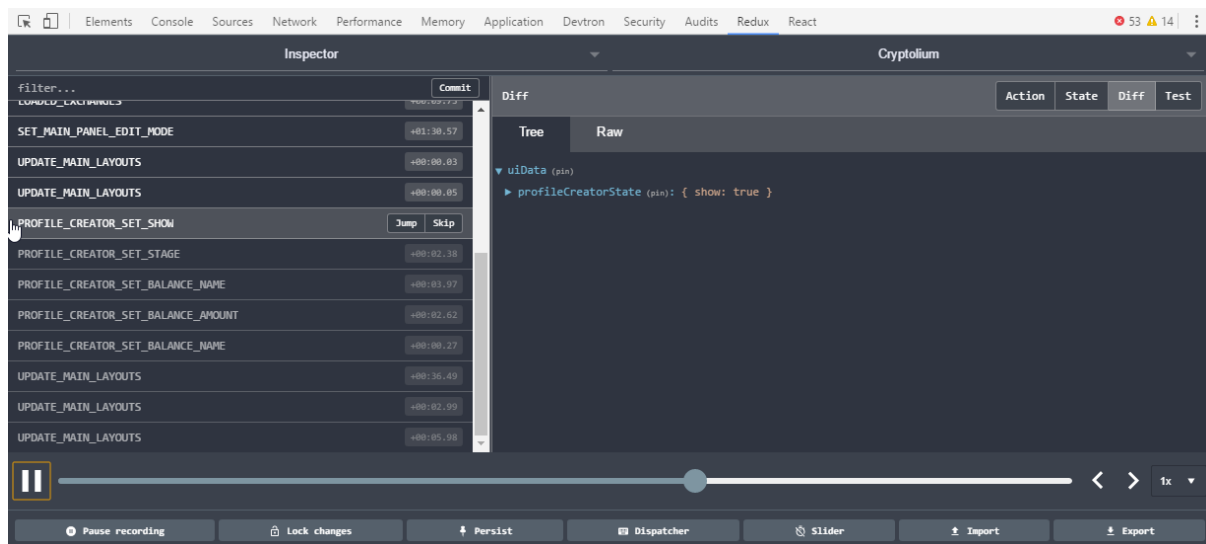 Elements Console Sources Network Performance Memory Application Devtron Security Audits Redux React 53 14
Inspector Cryptolium
filter... Commit
LOADED_EXCHANGES +00:09.73
SET_MAIN_PANEL_EDIT_MODE +01:30.57
UPDATE_MAIN_LAYOUTS +00:00.03
UPDATE_MAIN_LAYOUTS +00:00.05
PROFILE_CREATOR_SET_SHOW Jump Skip
PROFILE_CREATOR_SET_STAGE +00:02.38
PROFILE_CREATOR_SET_BALANCE_NAME +00:03.97
PROFILE_CREATOR_SET_BALANCE_AMOUNT +00:02.62
PROFILE_CREATOR_SET_BALANCE_NAME +00:00.27
UPDATE_MAIN_LAYOUTS +00:36.49
UPDATE_MAIN_LAYOUTS +00:02.99
UPDATE_MAIN_LAYOUTS +00:05.98
Diff Action State Diff Test
Tree Raw
uiData (pin)
profileCreatorState (pin): { show: true }
1x
Pause recording Lock changes Persist Dispatcher Slider Import Export